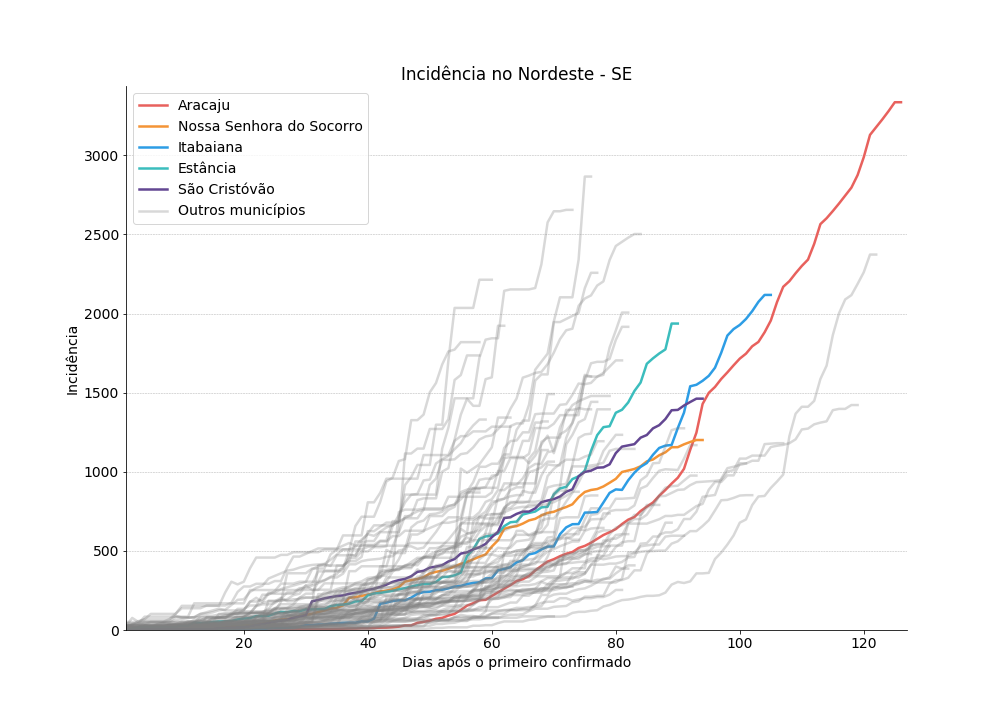 Incidência no Nordeste - SE
Aracaju
Nossa Senhora do Socorro
Itabaiana
Estância
São Cristóvão
Outros municípios
3000
2500
2000
1500
1000
500
0
Incidência
20 40 60 80 100 120
Dias após o primeiro confirmado